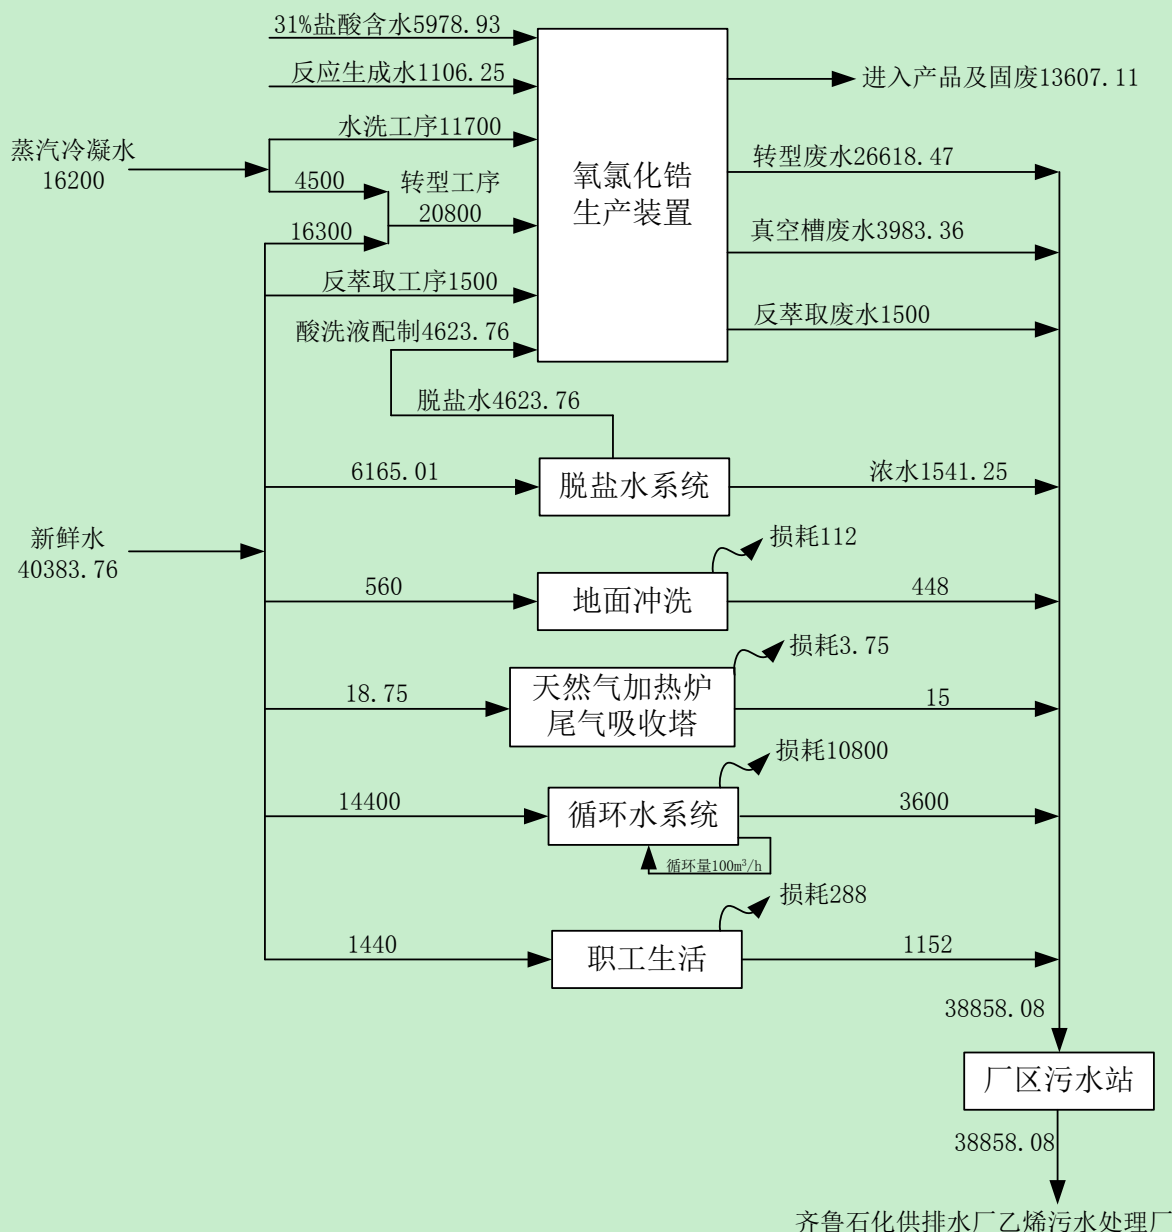 31%盐酸含水5978.93
反应生成水1106.25
进入产品及固废13607.11
水洗工序11700
蒸汽冷凝水
16200
4500
转型工序
20800
16300
氧氯化锆
生产装置
转型废水26618.47
真空槽废水3983.36
反萃取工序1500
反萃取废水1500
酸洗液配制4623.76
脱盐水4623.76
6165.01
脱盐水系统
浓水1541.25
新鲜水
40383.76
损耗112
560
地面冲洗
448
损耗3.75
18.75
天然气加热炉
尾气吸收塔
15
损耗10800
14400
循环水系统
3600
循环量100m³/h
损耗288
1440
职工生活
1152
38858.08
厂区污水站
38858.08
齐鲁石化供排水厂乙烯污水处理厂